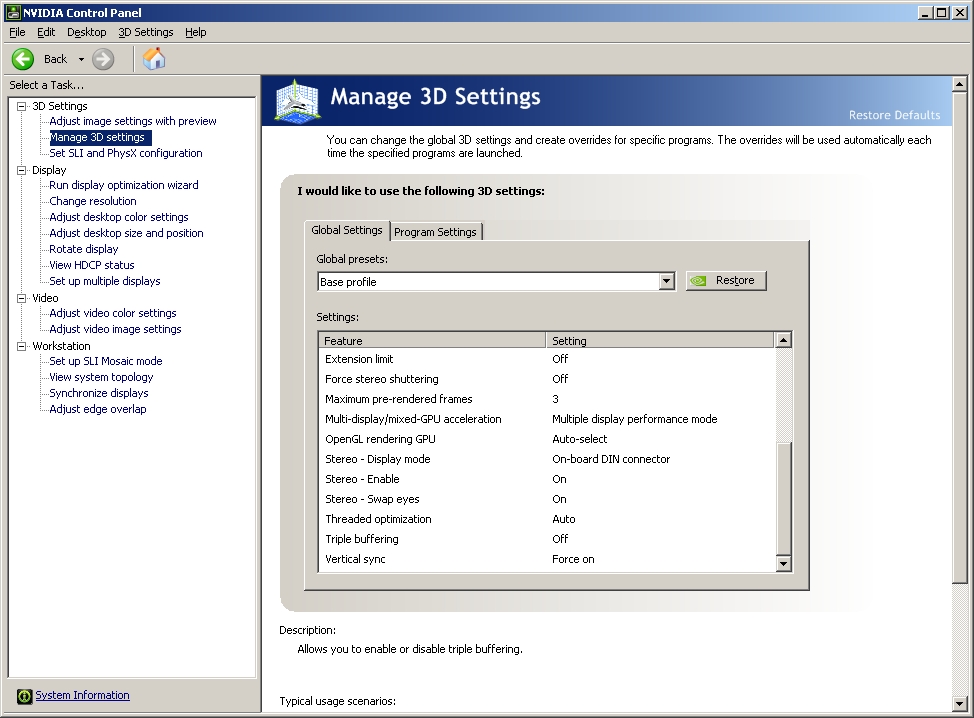 NVIDIA Control Panel
File Edit Desktop 3D Settings Help
Back
Select a Task...
3D Settings
Adjust image settings with preview
Manage 3D settings
Set SLI and PhysX configuration
Display
Run display optimization wizard
Change resolution
Adjust desktop color settings
Adjust desktop size and position
Rotate display
View HDCP status
Set up multiple displays
Video
Adjust video color settings
Adjust video image settings
Workstation
Set up SLI Mosaic mode
View system topology
Synchronize displays
Adjust edge overlap
System Information
Manage 3D Settings
Restore Defaults
You can change the global 3D settings and create overrides for specific programs. The overrides will be used automatically each
time the specified programs are launched.
I would like to use the following 3D settings:
Global Settings Program Settings
Global presets:
Base profile Restore
Settings:
Feature Setting
Extension limit Off
Force stereo shuttering Off
Maximum pre-rendered frames 3
Multi-display/mixed-GPU acceleration Multiple display performance mode
OpenGL rendering GPU Auto-select
Stereo - Display mode On-board DIN connector
Stereo - Enable On
Stereo - Swap eyes On
Threaded optimization Auto
Triple buffering Off
Vertical sync Force on
Description:
Allows you to enable or disable triple buffering.
Typical usage scenarios: